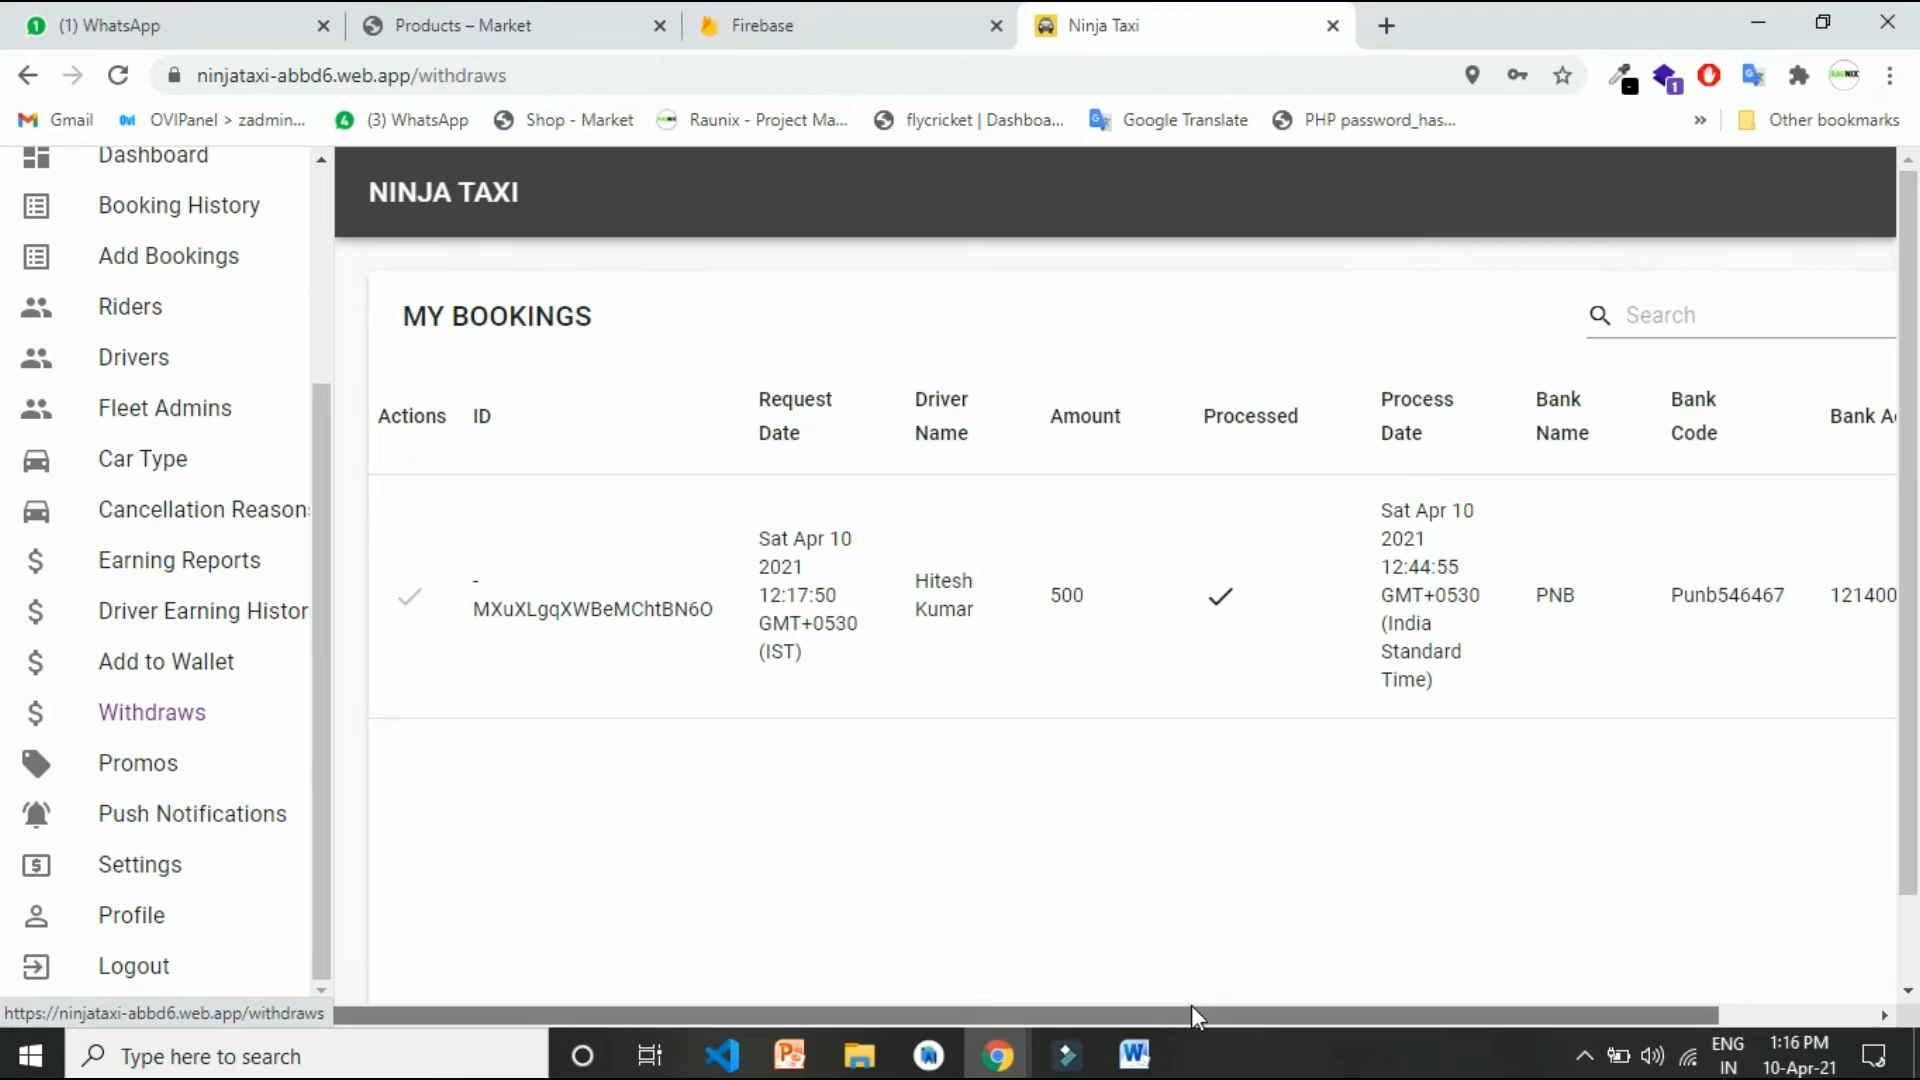 (1) WhatsApp
Products – Market
Firebase
Ninja Taxi
ninjataxi-abbd6.web.app/withdraws
Gmail
OVIPanel > zadmin...
(3) WhatsApp
Shop - Market
Raunix - Project Ma...
flycricket | Dashboa...
Google Translate
PHP password_has...
»
Other bookmarks
Dashboard
Booking History
Add Bookings
Riders
Drivers
Fleet Admins
Car Type
Cancellation Reasons
Earning Reports
Driver Earning Histor
Add to Wallet
Withdraws
Promos
Push Notifications
Settings
Profile
Logout
https://ninjataxi-abbd6.web.app/withdraws
NINJA TAXI
MY BOOKINGS
Search
Actions
ID
Request
Date
Driver
Name
Amount
Processed
Process
Date
Bank
Name
Bank
Code
Bank Ac
-
MXuXLgqXWBeMChtBN6O
Sat Apr 10
2021
12:17:50
GMT+0530
(IST)
Hitesh
Kumar
500
Sat Apr 10
2021
12:44:55
GMT+0530
(India
Standard
Time)
PNB
Punb546467
121400
Type here to search
ENG
IN
1:16 PM
10-Apr-21